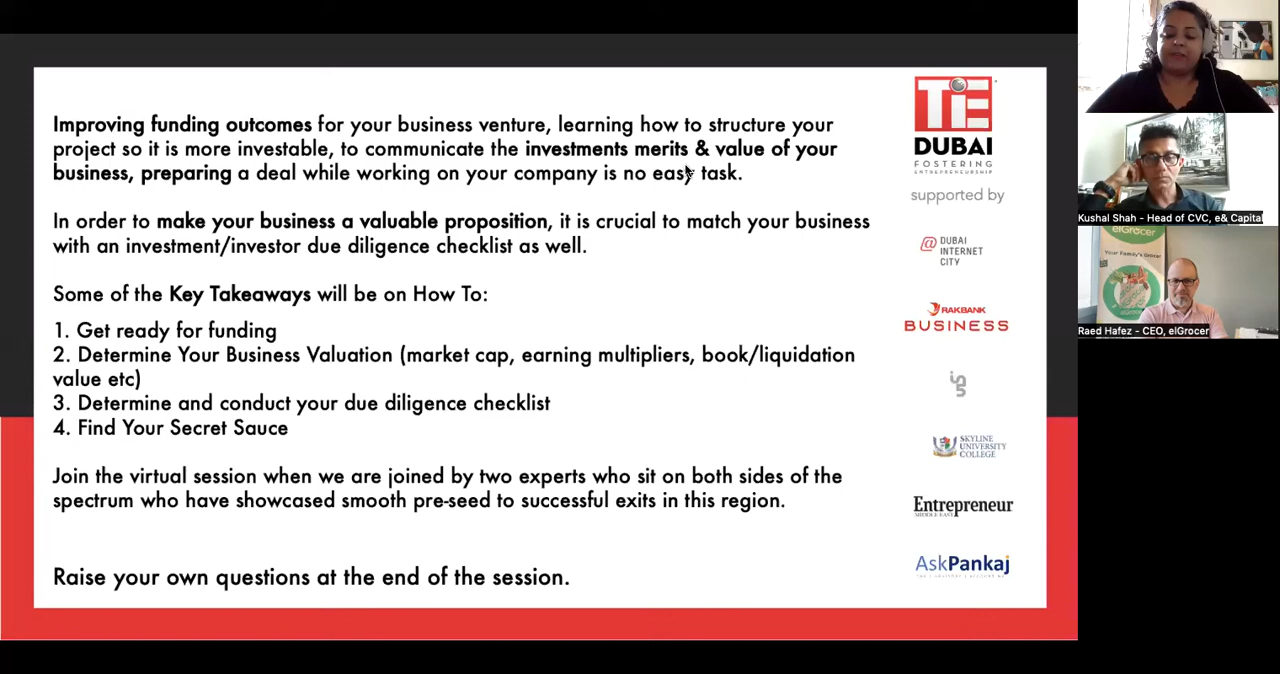 Improving funding outcomes for your business venture, learning how to structure your
project so it is more investable, to communicate the investments merits & value of your
business, preparing a deal while working on your company is no easy task.
In order to make your business a valuable proposition, it is crucial to match your business
with an investment/investor due diligence checklist as well.
Some of the Key Takeaways will be on How To:
1. Get ready for funding
2. Determine Your Business Valuation (market cap, earning multipliers, book/liquidation
value etc)
3. Determine and conduct your due diligence checklist
4. Find Your Secret Sauce
Join the virtual session when we are joined by two experts who sit on both sides of the
spectrum who have showcased smooth pre-seed to successful exits in this region.
Raise your own questions at the end of the session.
TiE
DUBAI
FOSTERING
ENTREPRENEURSHIP
supported by
@ DUBAI
INTERNET
CITY
RAKBANK
BUSINESS
in5
SKYLINE
UNIVERSITY
COLLEGE
Entrepreneur
MIDDLE EAST
AskPankaj
Kushal Shah - Head of CVC, e& Capital
elGrocer
Your Family's Grocer
elGrocer
Raed Hafez - CEO, elGrocer